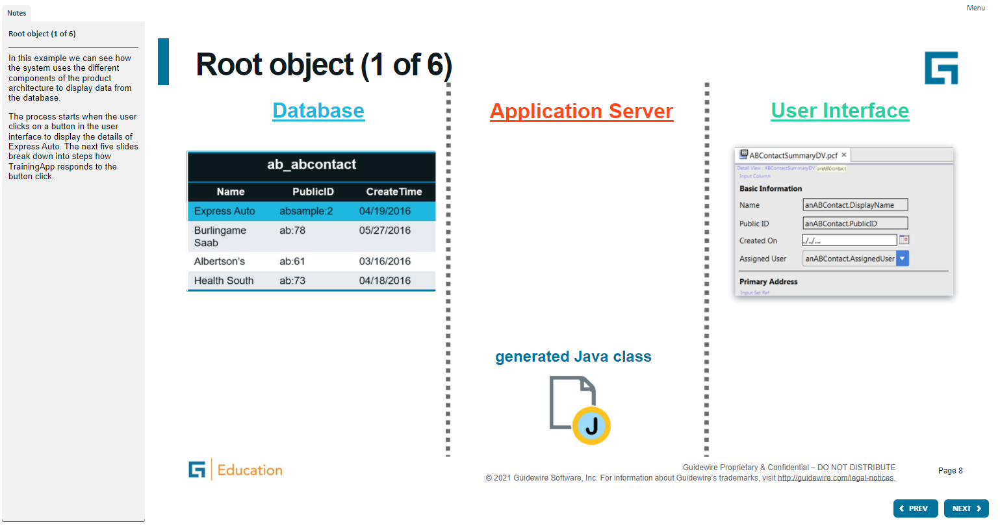 Notes
Menu
Root object (1 of 6)
In this example we can see how
the system uses the different
components of the product
architecture to display data from
the database.
The process starts when the user
clicks on a button in the user
interface to display the details of
Express Auto. The next five slides
break down into steps how
TrainingApp responds to the
button click.
Root object (1 of 6)
Database
Application Server
User Interface
ab_abcontact
Name PublicID CreateTime
Express Auto absample:2 04/19/2016
Burlingame Saab ab:78 05/27/2016
Albertson's ab:61 03/16/2016
Health South ab:73 04/18/2016
ABContactSummaryDV.pcf ×
Detail View : ABContactSummaryDV anABContact
Input Column
Basic Information
Name anABContact.DisplayName
Public ID anABContact.PublicID
Created On ../../....
Assigned User anABContact.AssignedUser
Primary Address
Input Set Ref
generated Java class
J
Education
Guidewire Proprietary & Confidential – DO NOT DISTRIBUTE
© 2021 Guidewire Software, Inc. For information about Guidewire's trademarks, visit http://guidewire.com/legal-notices.
Page 8
PREV
NEXT